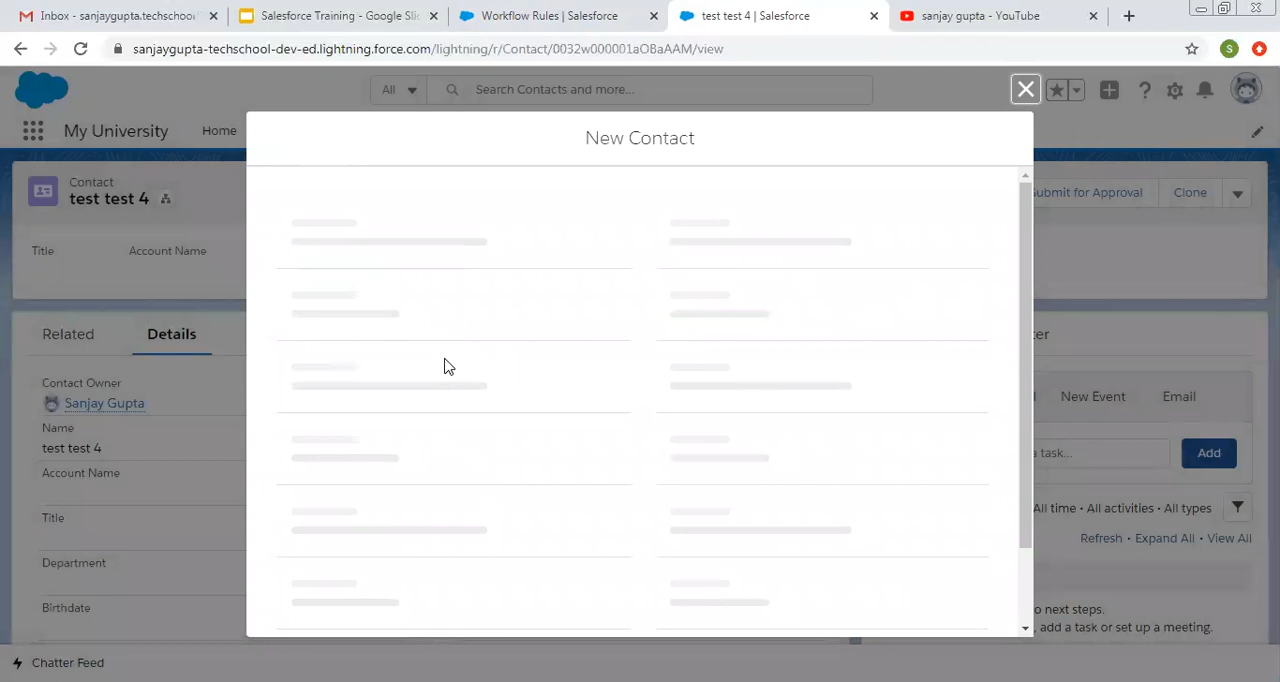 Inbox - sanjaygupta.techschool
Salesforce Training - Google Slid
Workflow Rules | Salesforce
test test 4 | Salesforce
sanjay gupta - YouTube
sanjaygupta-techschool-dev-ed.lightning.force.com/lightning/r/Contact/0032w000001aOBaAAM/view
S
All
Search Contacts and more...
My University
Home
New Contact
Contact
test test 4
Submit for Approval
Clone
Title
Account Name
Related
Details
Contact Owner
Sanjay Gupta
Name
test test 4
Account Name
Title
Department
Birthdate
New Event
Email
a task...
Add
All time • All activities • All types
Refresh • Expand All • View All
o next steps.
, add a task or set up a meeting.
Chatter Feed